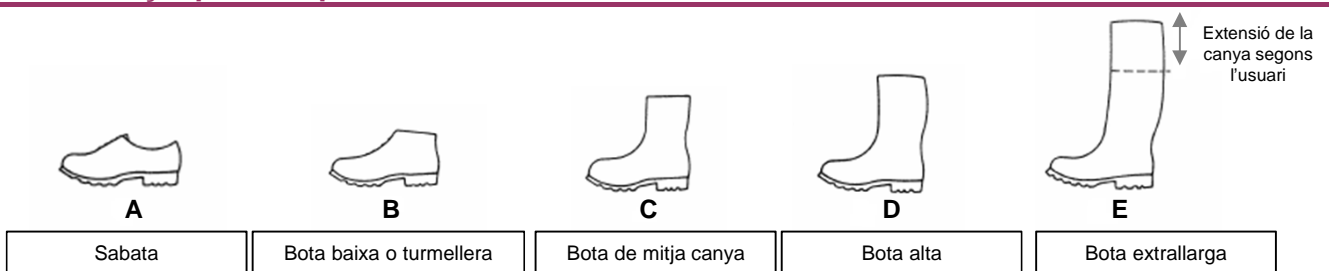 Extensió de la
canya segons
l'usuari
A
B
C
D
E
Sabata
Bota baixa o turmellera
Bota de mitja canya
Bota alta
Bota extrallarga